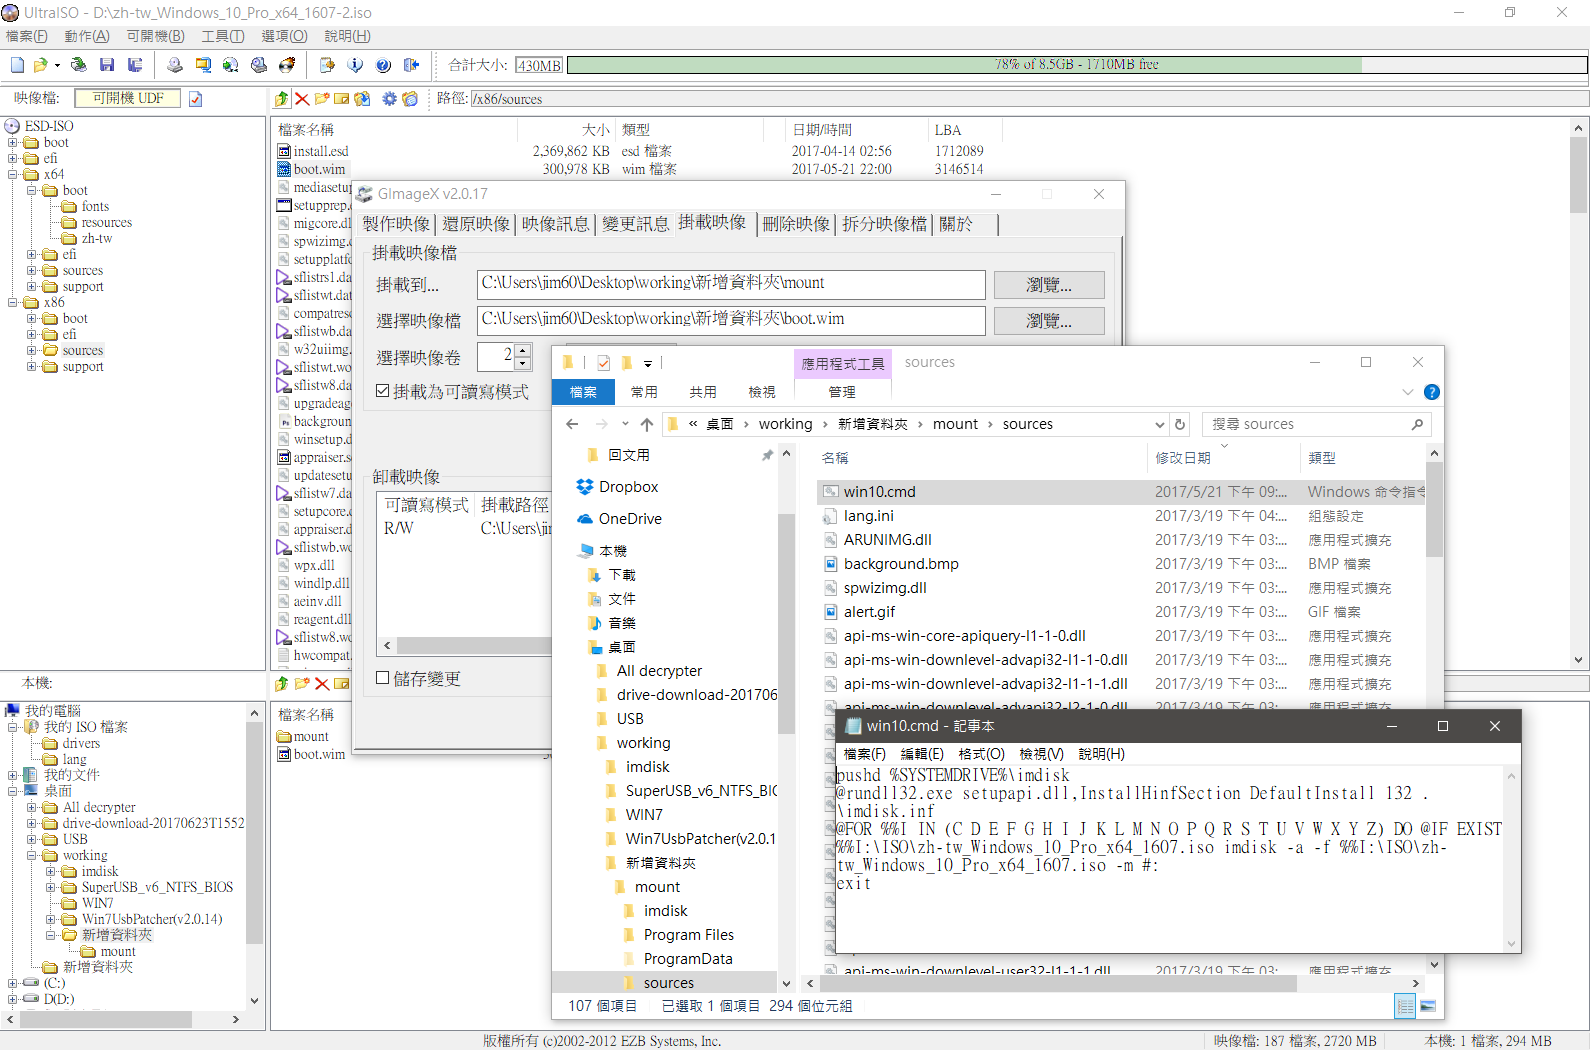 UltraISO - D:\zh-tw_Windows_10_Pro_x64_1607-2.iso
檔案(F) 動作(A) 可開機(B) 工具(T) 選項(O) 說明(H)
合計大小: 430MB 78% of 8.5GB - 1710MB free
映像檔: 可開機 UDF 路徑: /x86/sources
ESD-ISO
boot
efi
x64
boot
fonts
resources
zh-tw
efi
sources
support
x86
boot
efi
sources
support
檔案名稱 大小 類型 日期/時間 LBA
install.esd 2,369,862 KB esd 檔案 2017-04-14 02:56 1712089
boot.wim 300,978 KB wim 檔案 2017-05-21 22:00 3146514
mediasetu
setupprep.
migcore.dl
spwizimg.
setupplatfo
sflistrs1.da
sflistwt.dat
compatreso
sflistwb.da
w32uiimg.
sflistwt.wo
sflistw8.da
upgradeag
backgroun
winsetup.d
appraiser.s
updatesetu
sflistw7.da
setupcore.d
appraiser.d
sflistwb.wo
wpx.dll
windlp.dll
aeinv.dll
reagent.dll
sflistw8.wo
hwcompat.
GImageX v2.0.17
製作映像 還原映像 映像訊息 變更訊息 掛載映像 刪除映像 拆分映像檔 關於
掛載映像檔
掛載到... C:\Users\jim60\Desktop\working\新增資料夾\mount 瀏覽...
選擇映像檔 C:\Users\jim60\Desktop\working\新增資料夾\boot.wim 瀏覽...
選擇映像卷 2
掛載為可讀寫模式
卸載映像
可讀寫模式 掛載路徑
R/W C:\Users\jii
儲存變更
應用程式工具 sources
檔案 常用 共用 檢視 管理
« 桌面 › working › 新增資料夾 › mount › sources 搜尋 sources
回文用
Dropbox
OneDrive
本機
下載
文件
音樂
桌面
All decrypter
drive-download-201706
USB
working
imdisk
SuperUSB_v6_NTFS_BIO
WIN7
Win7UsbPatcher(v2.0.1
新增資料夾
mount
imdisk
Program Files
ProgramData
sources
名稱 修改日期 類型
win10.cmd 2017/5/21 下午 09:... Windows 命令指令
lang.ini 2017/3/19 下午 04:... 組態設定
ARUNIMG.dll 2017/3/19 下午 03:... 應用程式擴充
background.bmp 2017/3/19 下午 03:... BMP 檔案
spwizimg.dll 2017/3/19 下午 03:... 應用程式擴充
alert.gif 2017/3/19 下午 03:... GIF 檔案
api-ms-win-core-apiquery-l1-1-0.dll 2017/3/19 下午 03:... 應用程式擴充
api-ms-win-downlevel-advapi32-l1-1-0.dll 2017/3/19 下午 03:... 應用程式擴充
api-ms-win-downlevel-advapi32-l1-1-1.dll 2017/3/19 下午 03:... 應用程式擴充
api-ms-win-downlevel-advapi32-l2-1-0.dll 2017/3/19 下午 03:... 應用程式擴充
api-ms-win-downlevel-user32-l1-1-1.dll 2017/3/19 下午 03:... 應用程式擴充
107 個項目 已選取 1 個項目 294 個位元組
win10.cmd - 記事本
檔案(F) 編輯(E) 格式(O) 檢視(V) 說明(H)
pushd %SYSTEMDRIVE%\imdisk
@rundll32.exe setupapi.dll,InstallHinfSection DefaultInstall 132 .
\imdisk.inf
@FOR %%I IN (C D E F G H I J K L M N O P Q R S T U V W X Y Z) DO @IF EXIST
%%I:\ISO\zh-tw_Windows_10_Pro_x64_1607.iso imdisk -a -f %%I:\ISO\zh-
tw_Windows_10_Pro_x64_1607.iso -m #:
exit
本機:
我的電腦
我的 ISO 檔案
drivers
lang
我的文件
桌面
All decrypter
drive-download-20170623T1552
USB
working
imdisk
SuperUSB_v6_NTFS_BIOS
WIN7
Win7UsbPatcher(v2.0.14)
新增資料夾
mount
新增資料夾
(C:)
D(D:)
檔案名稱
mount
boot.wim
版權所有 (c)2002-2012 EZB Systems, Inc. 映像檔: 187 檔案, 2720 MB 本機: 1 檔案, 294 MB